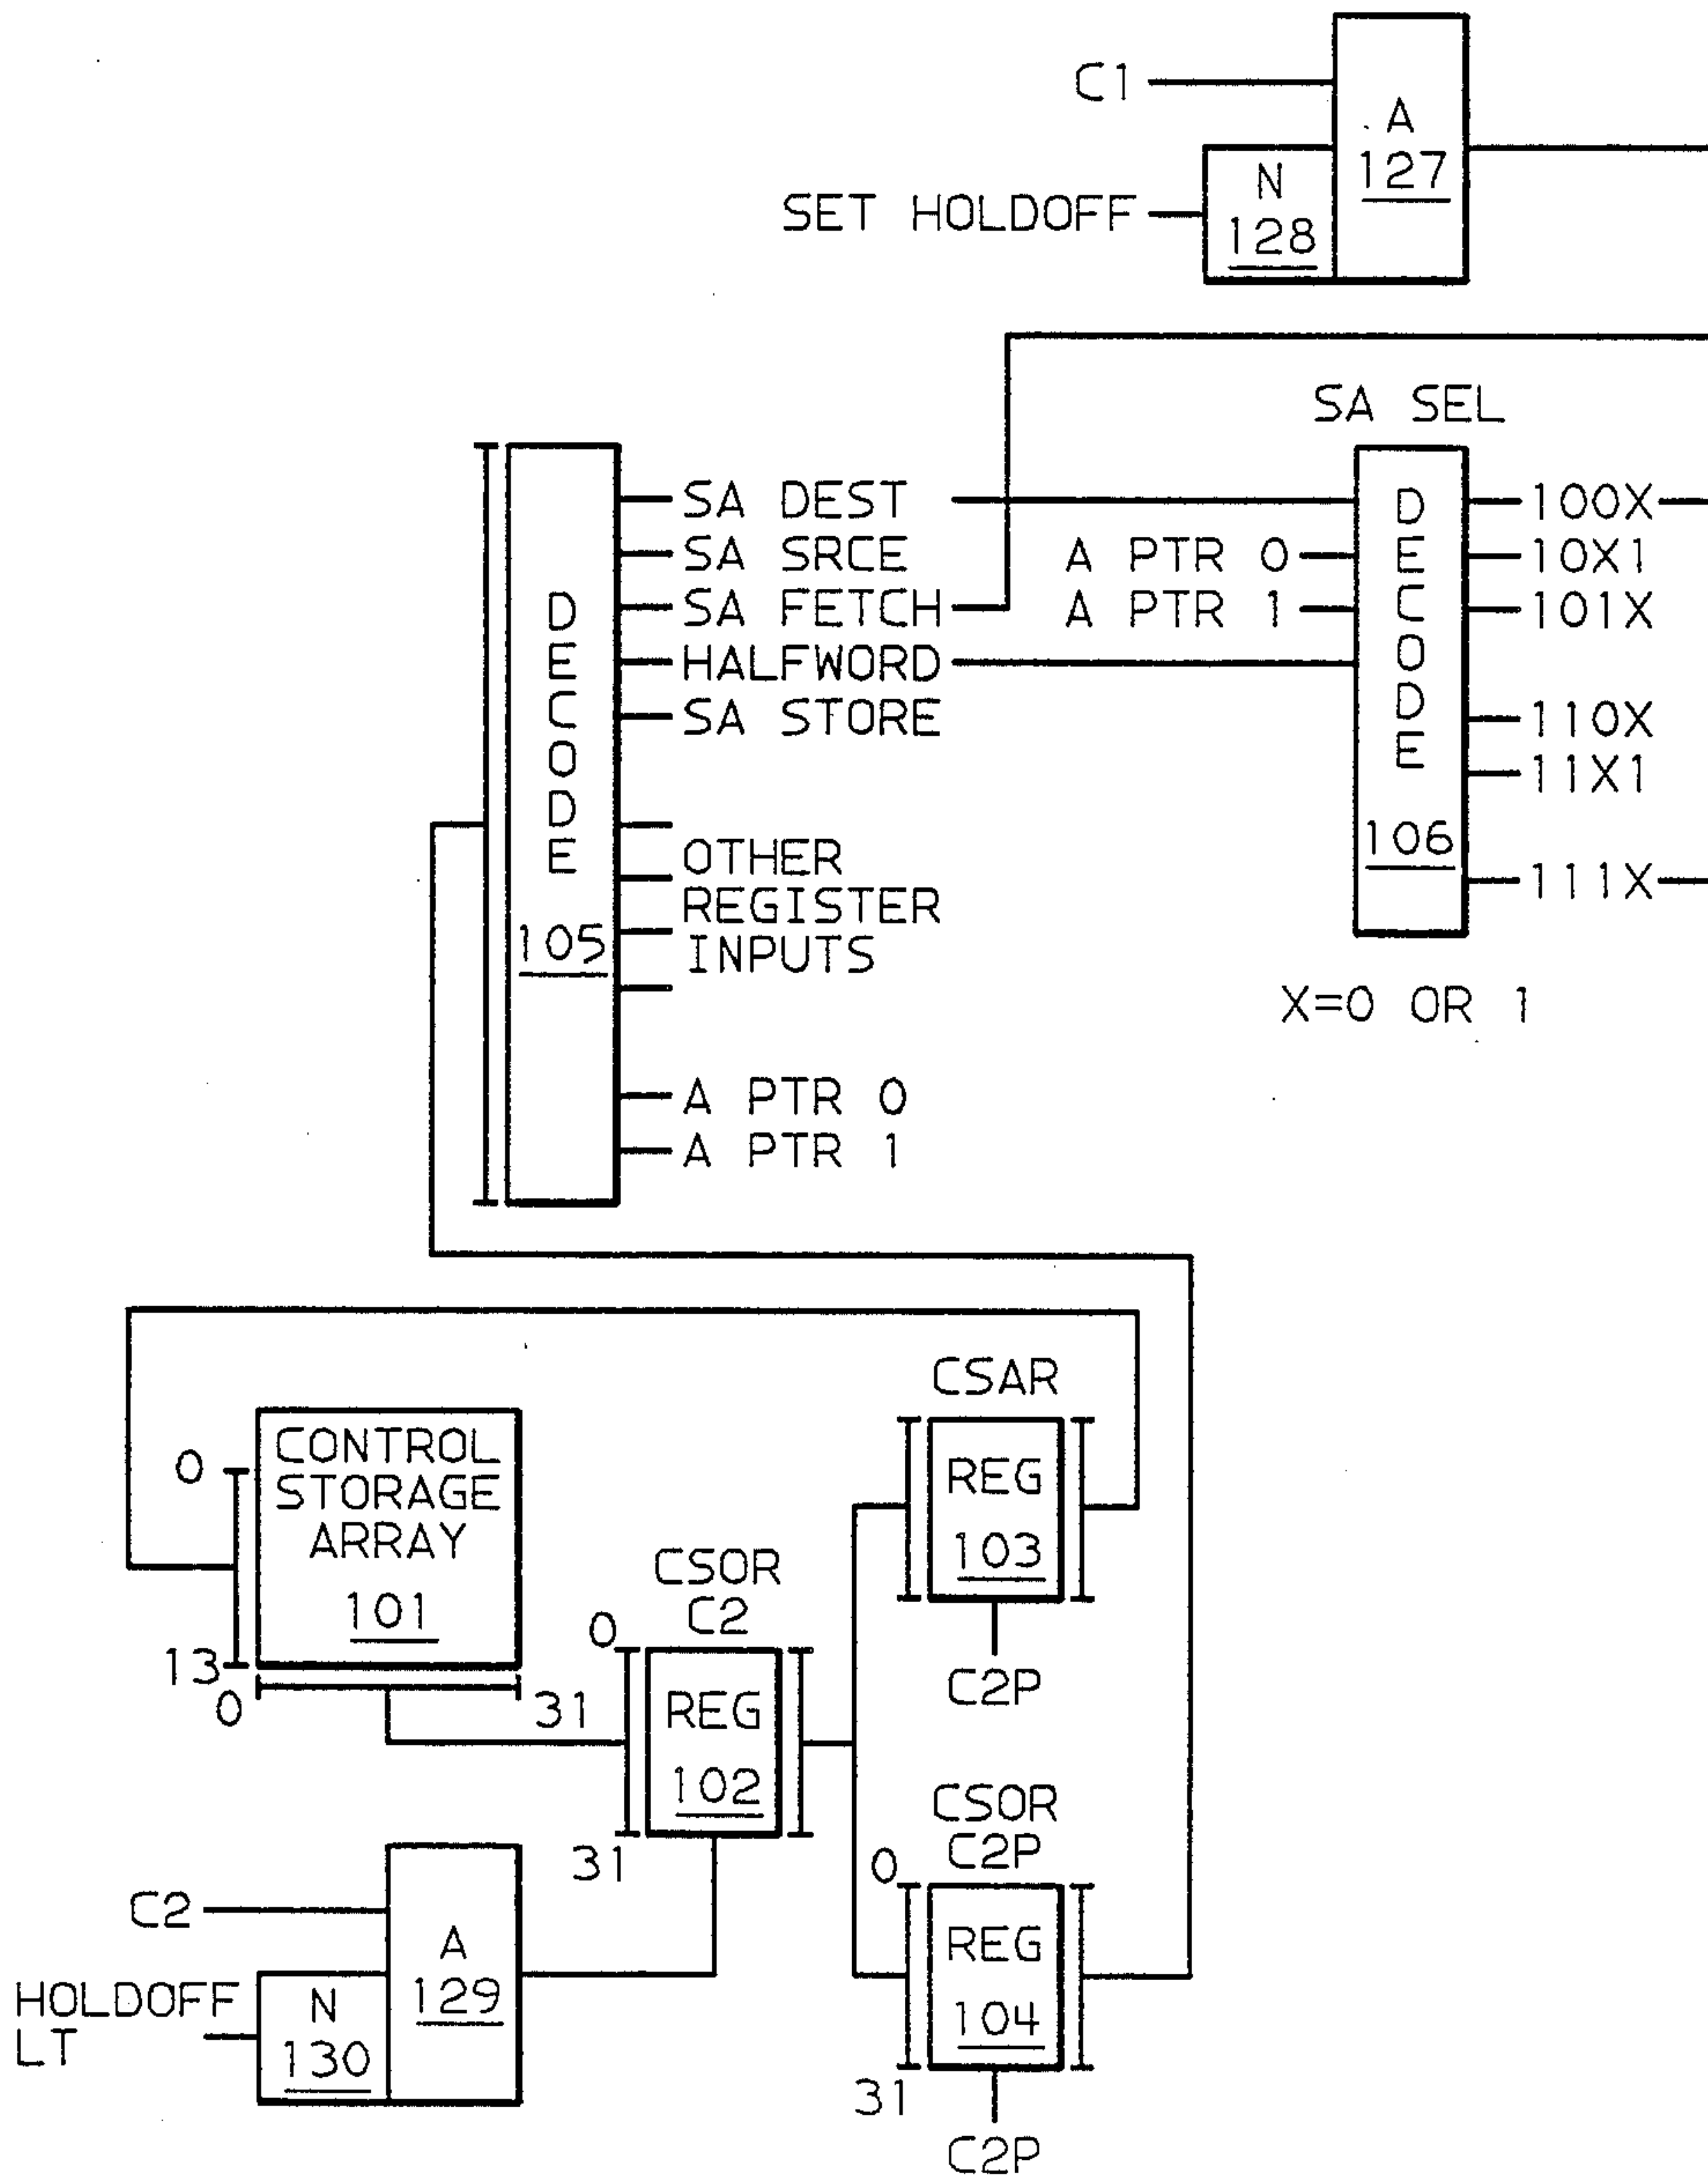 C1
A
127
N
128
SET HOLDOFF
SA SEL
DECODE
105
SA DEST
SA SRCE
SA FETCH
HALFWORD
SA STORE
OTHER
REGISTER
INPUTS
A PTR 0
A PTR 1
A PTR 0
A PTR 1
DECODE
106
100X
10X1
101X
110X
11X1
111X
X=0 OR 1
CONTROL
STORAGE
ARRAY
101
0
13
0
31
CSOR
C2
0
REG
102
31
CSAR
REG
103
C2P
CSOR
C2P
0
REG
104
31
C2P
C2
A
129
HOLDOFF
LT
N
130